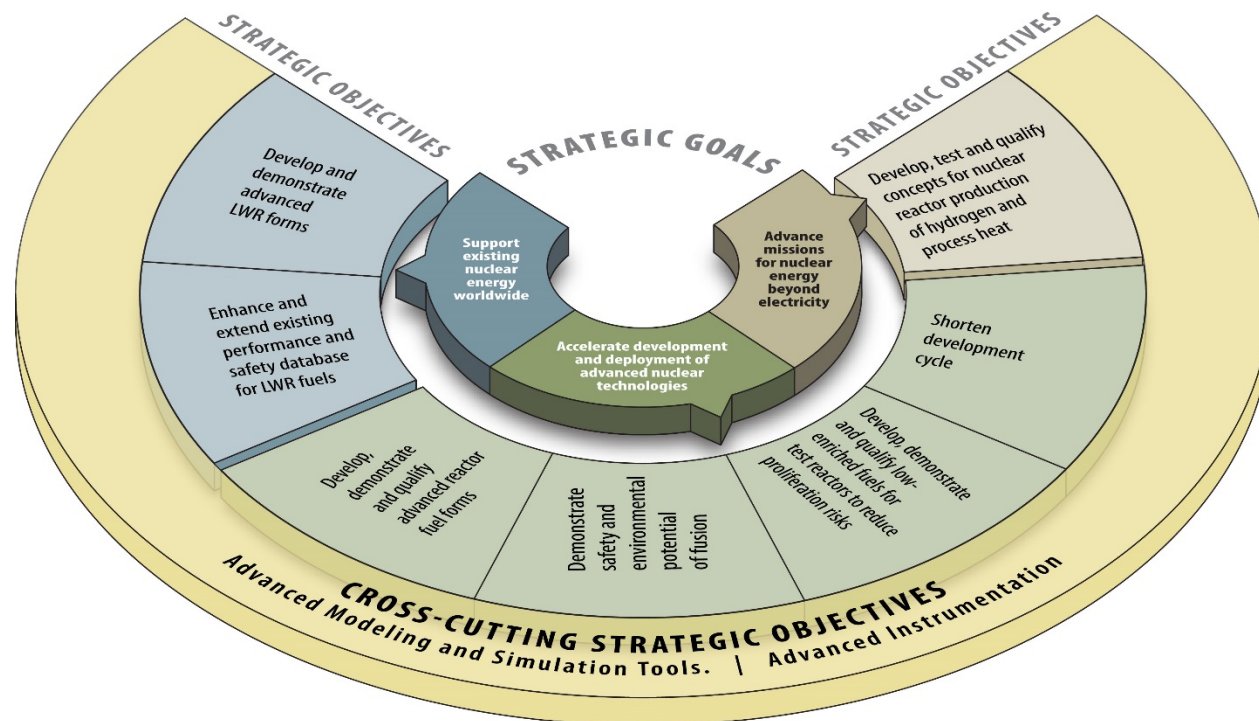 STRATEGIC OBJECTIVES
STRATEGIC GOALS
STRATEGIC OBJECTIVES
Develop and
demonstrate
advanced
LWR forms
Enhance and
extend existing
performance and
safety database
for LWR fuels
Develop,
demonstrate
and qualify
advanced reactor
fuel forms
Demonstrate
safety and
environmental
potential
of fusion
Develop, demonstrate
and qualify low-
enriched fuels for
test reactors to reduce
proliferation risks
Shorten
development
cycle
Develop, test and qualify
concepts for nuclear
reactor production
of hydrogen and
process heat
Support
existing
nuclear
energy
worldwide
Accelerate development
and deployment of
advanced nuclear
technologies
Advance
missions
for nuclear
energy
beyond
electricity
CROSS-CUTTING STRATEGIC OBJECTIVES
Advanced Modeling and Simulation Tools. | Advanced Instrumentation